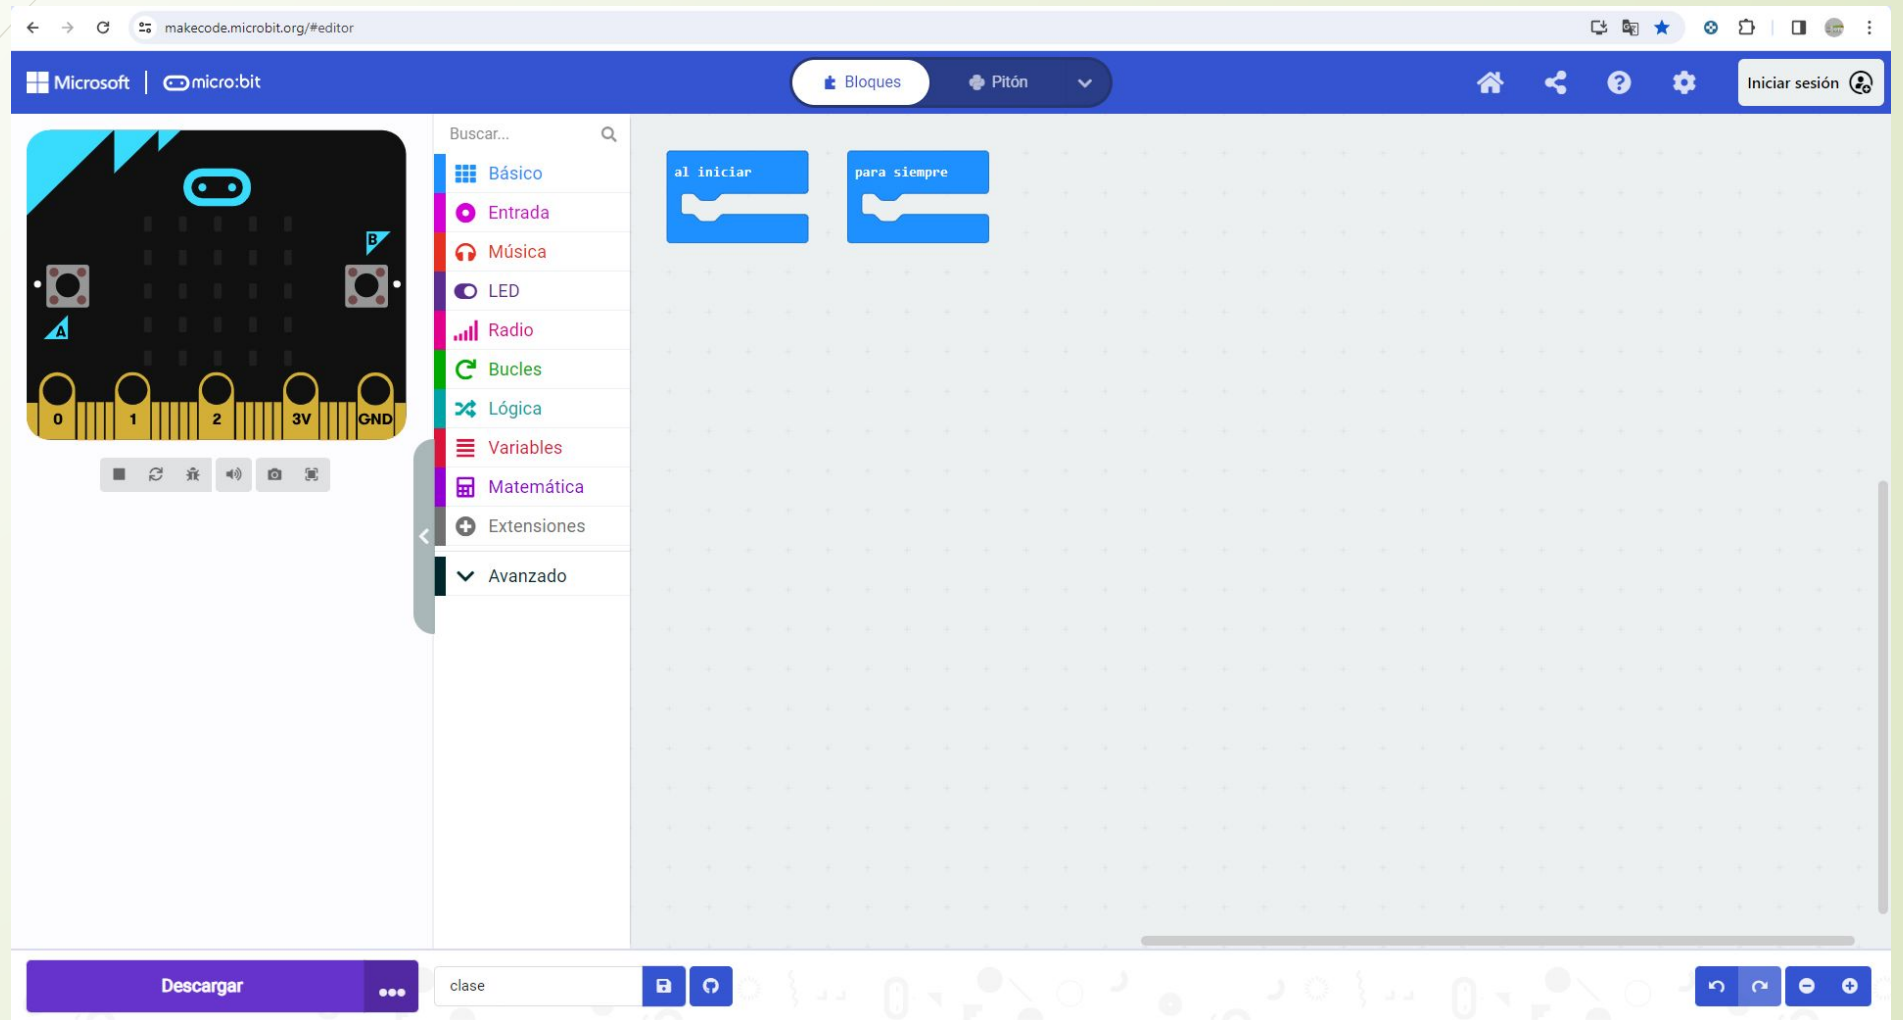 makecode.microbit.org/#editor
Microsoft | micro:bit
Bloques
Pitón
Iniciar sesión
Buscar...
Básico
Entrada
Música
LED
Radio
Bucles
Lógica
Variables
Matemática
Extensiones
Avanzado
al iniciar
para siempre
B
A
0 1 2 3V GND
Descargar
clase